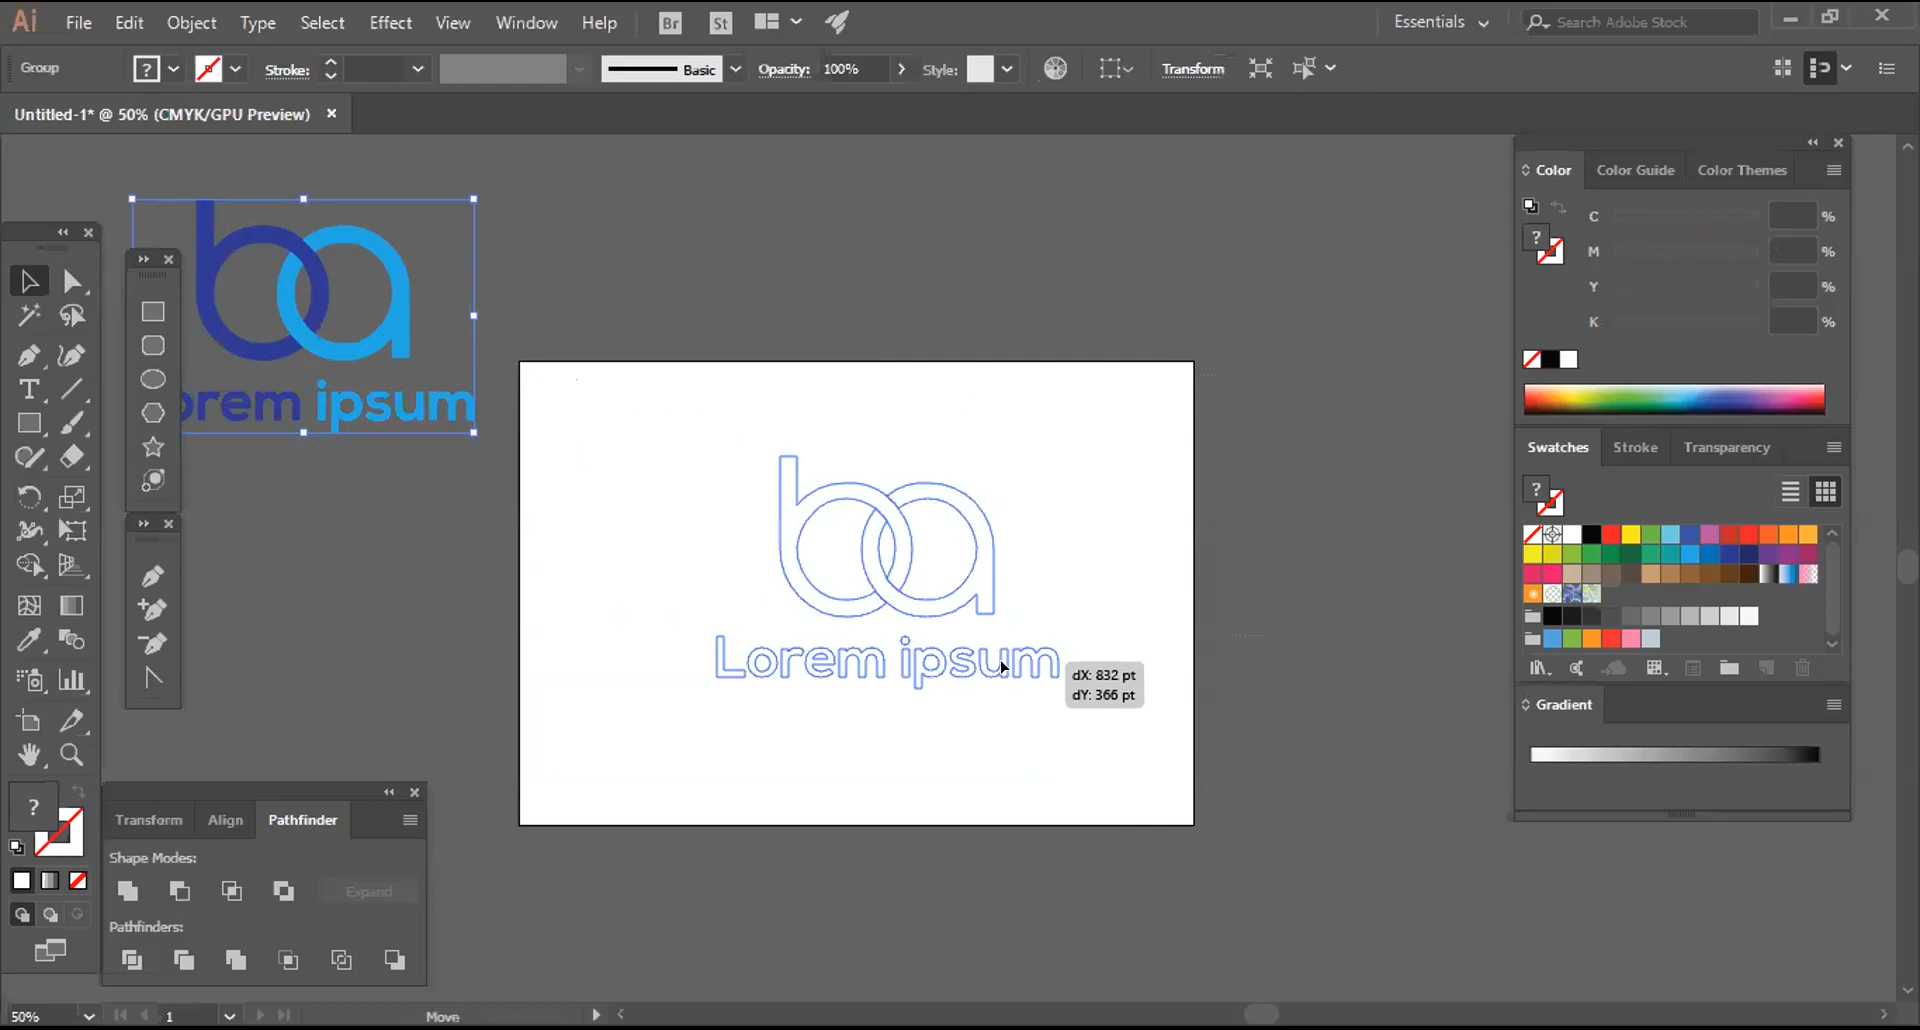 Ai File Edit Object Type Select Effect View Window Help Br St Essentials Search Adobe Stock
Group ? Stroke: Basic Opacity: 100% Style: Transform
Untitled-1* @ 50% (CMYK/GPU Preview)
ba
orem ipsum
ba
Lorem ipsum
dX: 832 pt
dY: 366 pt
T
?
Transform Align Pathfinder
Shape Modes:
Expand
Pathfinders:
Color Color Guide Color Themes
?
C %
M %
Y %
K %
Swatches Stroke Transparency
?
Gradient
50% 1 Move